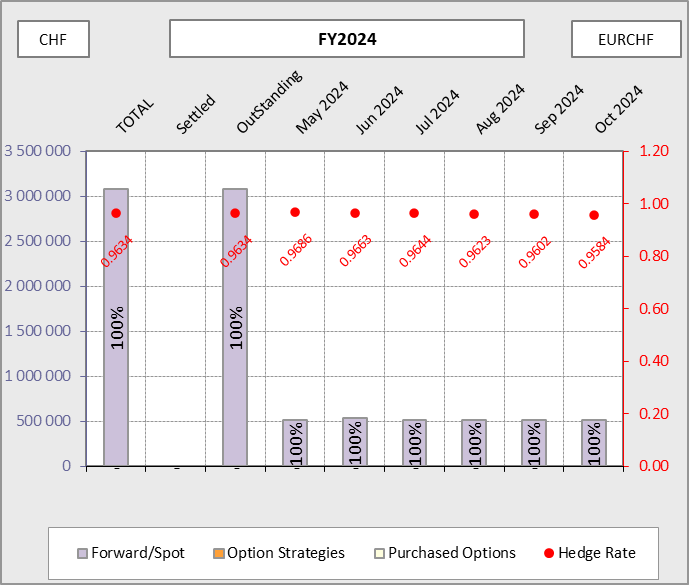 CHF
FY2024
EURCHF
TOTAL
Settled
OutStanding
May 2024
Jun 2024
Jul 2024
Aug 2024
Sep 2024
Oct 2024
3 500 000
3 000 000
2 500 000
2 000 000
1 500 000
1 000 000
500 000
0
1.20
1.00
0.80
0.60
0.40
0.20
0.00
0.9634
0.9634
0.9686
0.9663
0.9644
0.9623
0.9602
0.9584
100%
100%
100%
100%
100%
100%
100%
100%
Forward/Spot
Option Strategies
Purchased Options
Hedge Rate